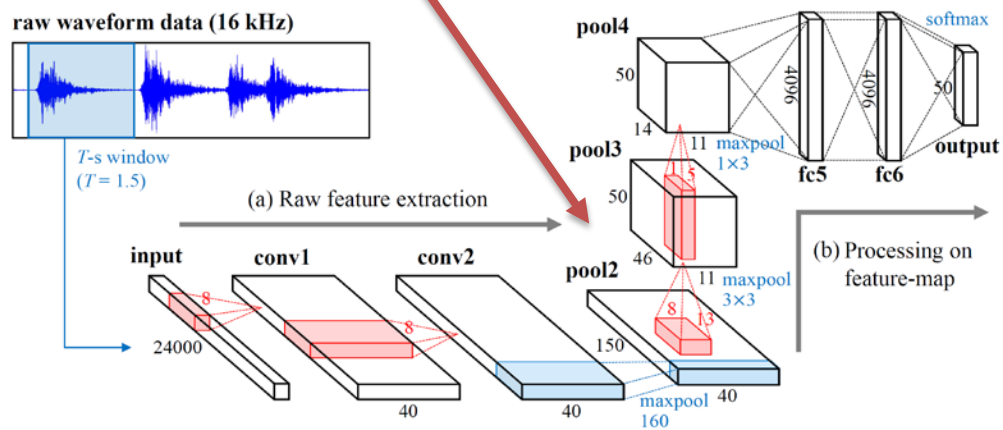 raw waveform data (16 kHz)
T-s window
(T = 1.5)
(a) Raw feature extraction
input
8
24000
conv1
8
40
conv2
40
pool2
8
13
150
40
maxpool
160
pool3
1
5
50
46
11
maxpool
3×3
pool4
50
14
11
maxpool
1×3
4096
fc5
4096
fc6
softmax
50
output
(b) Processing on
feature-map